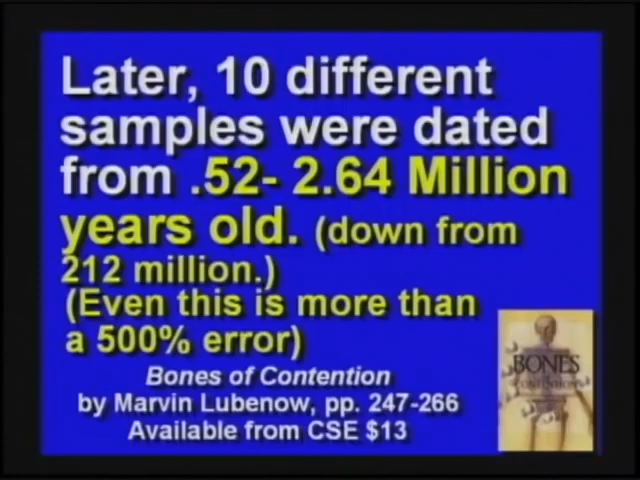 Later, 10 different
samples were dated
from .52- 2.64 Million
years old. (down from
212 million.)
(Even this is more than
a 500% error)
Bones of Contention
by Marvin Lubenow, pp. 247-266
Available from CSE $13
BONES
OF CONTENTION